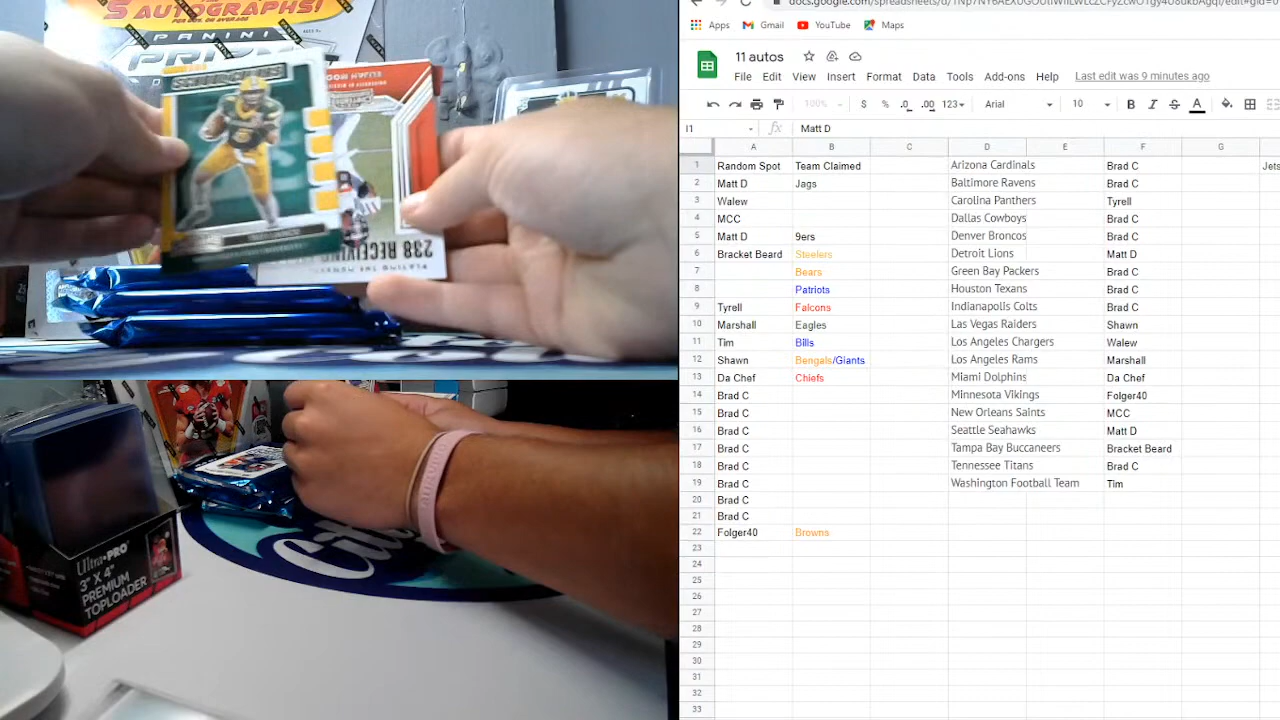 AUTOGRAPHS!
PANINI
PRIZM
238 RECEIVING
Ultra•PRO
3" X 4"
PREMIUM
TOPLOADER
Apps Gmail YouTube Maps
11 autos
File Edit View Insert Format Data Tools Add-ons Help Last edit was 9 minutes ago
100% $ % .0 .00 123 Arial 10 B I S A
I1 fx Matt D
A B C D E F G
1 Random Spot Team Claimed Arizona Cardinals Brad C Jets
2 Matt D Jags Baltimore Ravens Brad C
3 Walew Carolina Panthers Tyrell
4 MCC Dallas Cowboys Brad C
5 Matt D 9ers Denver Broncos Brad C
6 Bracket Beard Steelers Detroit Lions Matt D
7 Bears Green Bay Packers Brad C
8 Patriots Houston Texans Brad C
9 Tyrell Falcons Indianapolis Colts Brad C
10 Marshall Eagles Las Vegas Raiders Shawn
11 Tim Bills Los Angeles Chargers Walew
12 Shawn Bengals/Giants Los Angeles Rams Marshall
13 Da Chef Chiefs Miami Dolphins Da Chef
14 Brad C Minnesota Vikings Folger40
15 Brad C New Orleans Saints MCC
16 Brad C Seattle Seahawks Matt D
17 Brad C Tampa Bay Buccaneers Bracket Beard
18 Brad C Tennessee Titans Brad C
19 Brad C Washington Football Team Tim
20 Brad C
21 Brad C
22 Folger40 Browns
23
24
25
26
27
28
29
30
31
32
33